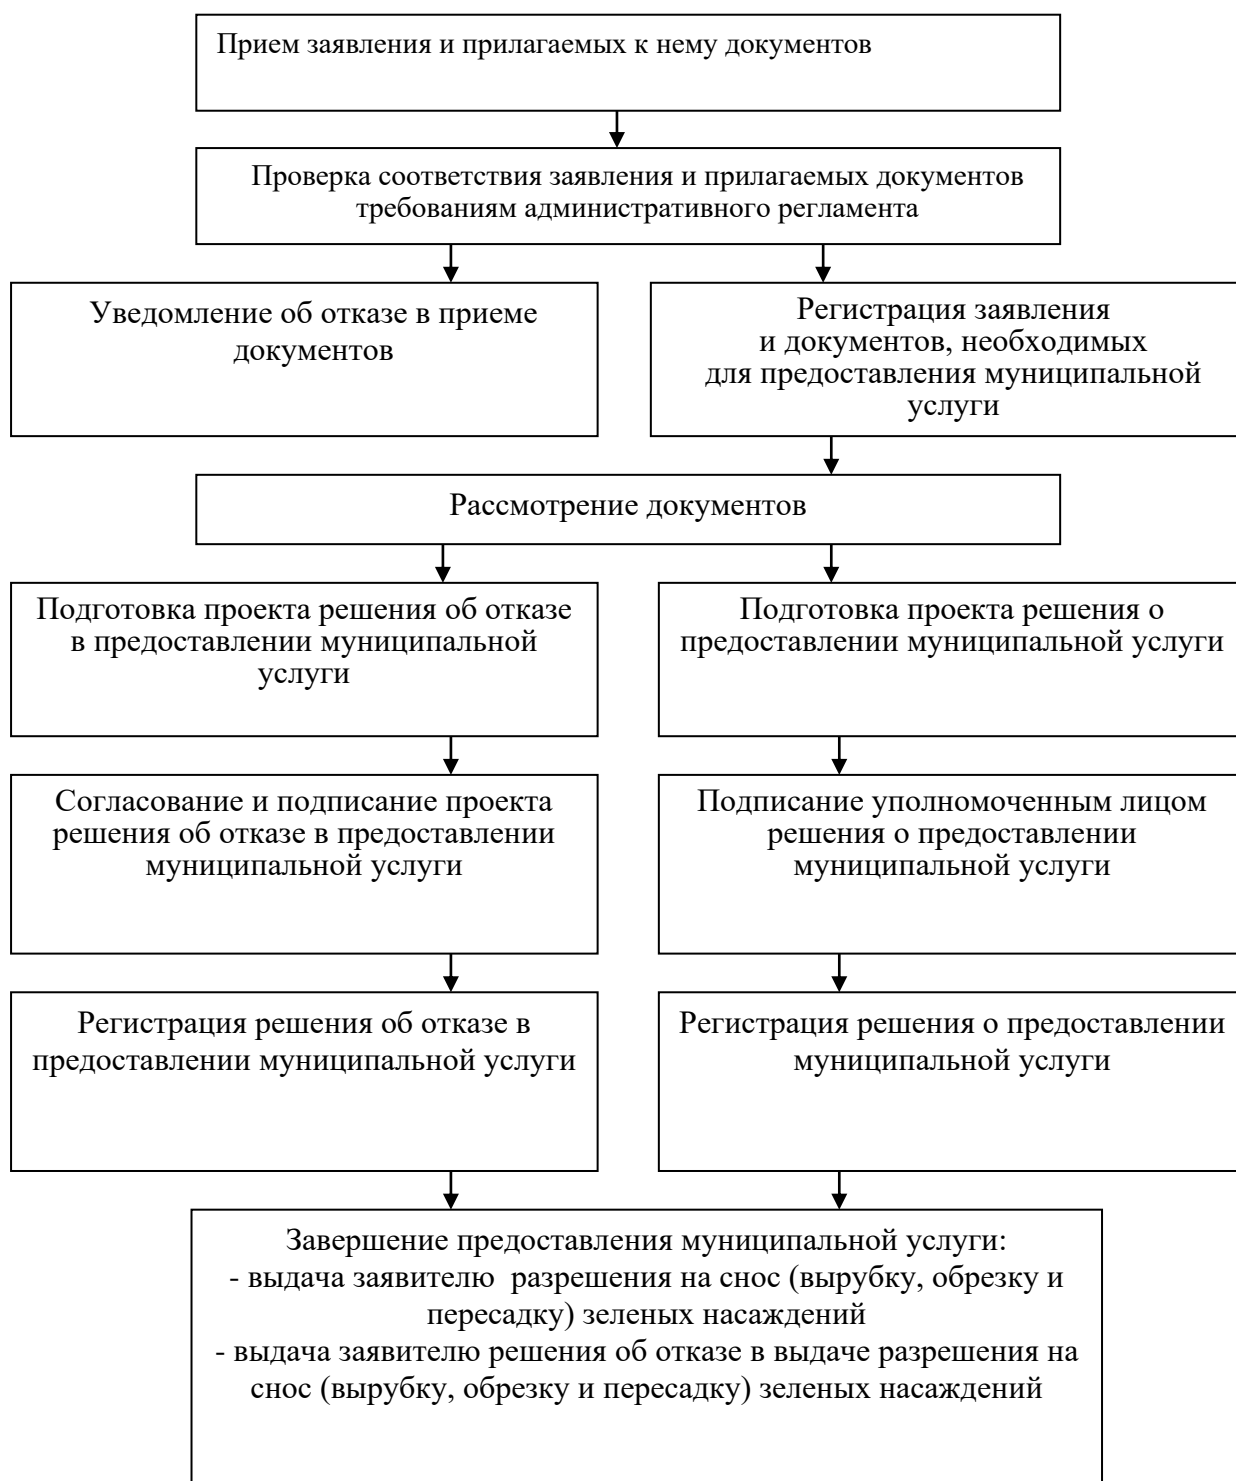 Прием заявления и прилагаемых к нему документов
Проверка соответствия заявления и прилагаемых документов
требованиям административного регламента
Уведомление об отказе в приеме
документов
Регистрация заявления
и документов, необходимых
для предоставления муниципальной
услуги
Рассмотрение документов
Подготовка проекта решения об отказе
в предоставлении муниципальной
услуги
Подготовка проекта решения о
предоставлении муниципальной услуги
Согласование и подписание проекта
решения об отказе в предоставлении
муниципальной услуги
Подписание уполномоченным лицом
решения о предоставлении
муниципальной услуги
Регистрация решения об отказе в
предоставлении муниципальной услуги
Регистрация решения о предоставлении
муниципальной услуги
Завершение предоставления муниципальной услуги:
- выдача заявителю  разрешения на снос (вырубку, обрезку и
пересадку) зеленых насаждений
- выдача заявителю решения об отказе в выдаче разрешения на
снос (вырубку, обрезку и пересадку) зеленых насаждений